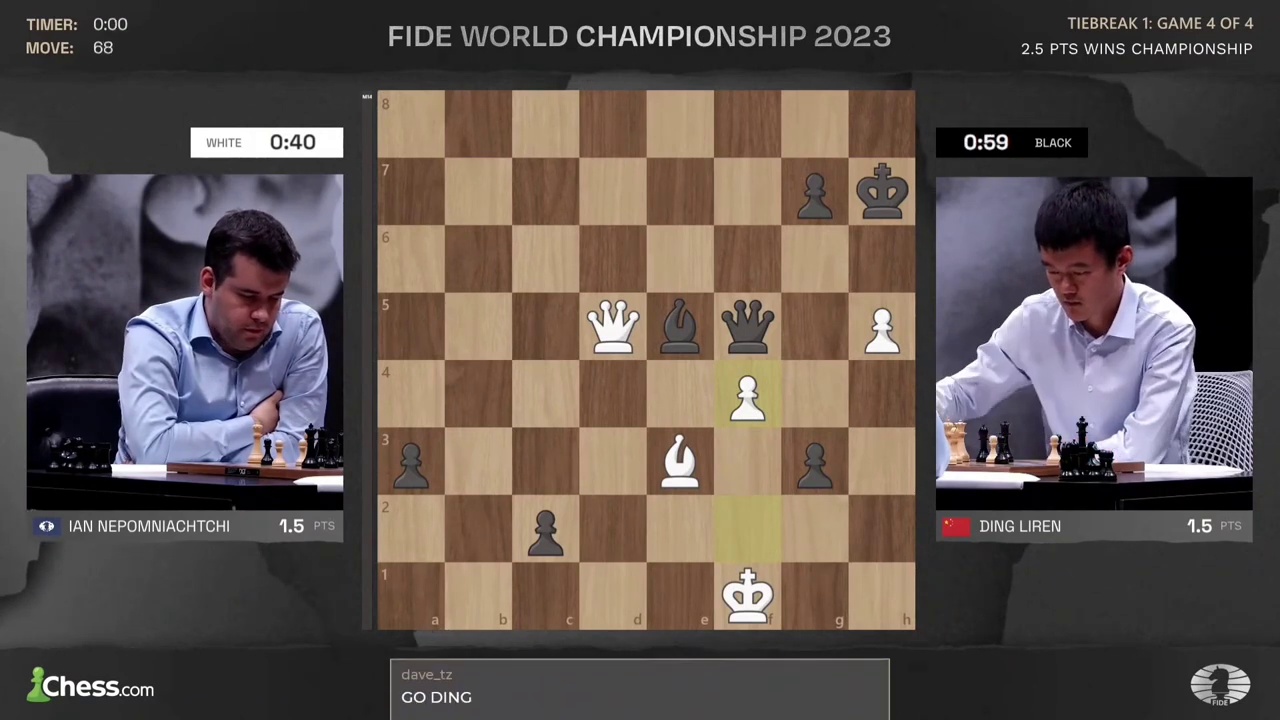 TIMER: 0:00
MOVE: 68
FIDE WORLD CHAMPIONSHIP 2023
TIEBREAK 1: GAME 4 OF 4
2.5 PTS WINS CHAMPIONSHIP
WHITE 0:40
M14
0:59 BLACK
8
7
6
5
4
3
2
1
a b c d e f g h
IAN NEPOMNIACHTCHI 1.5 PTS
DING LIREN 1.5 PTS
dave_tz
GO DING
Chess.com
FIDE